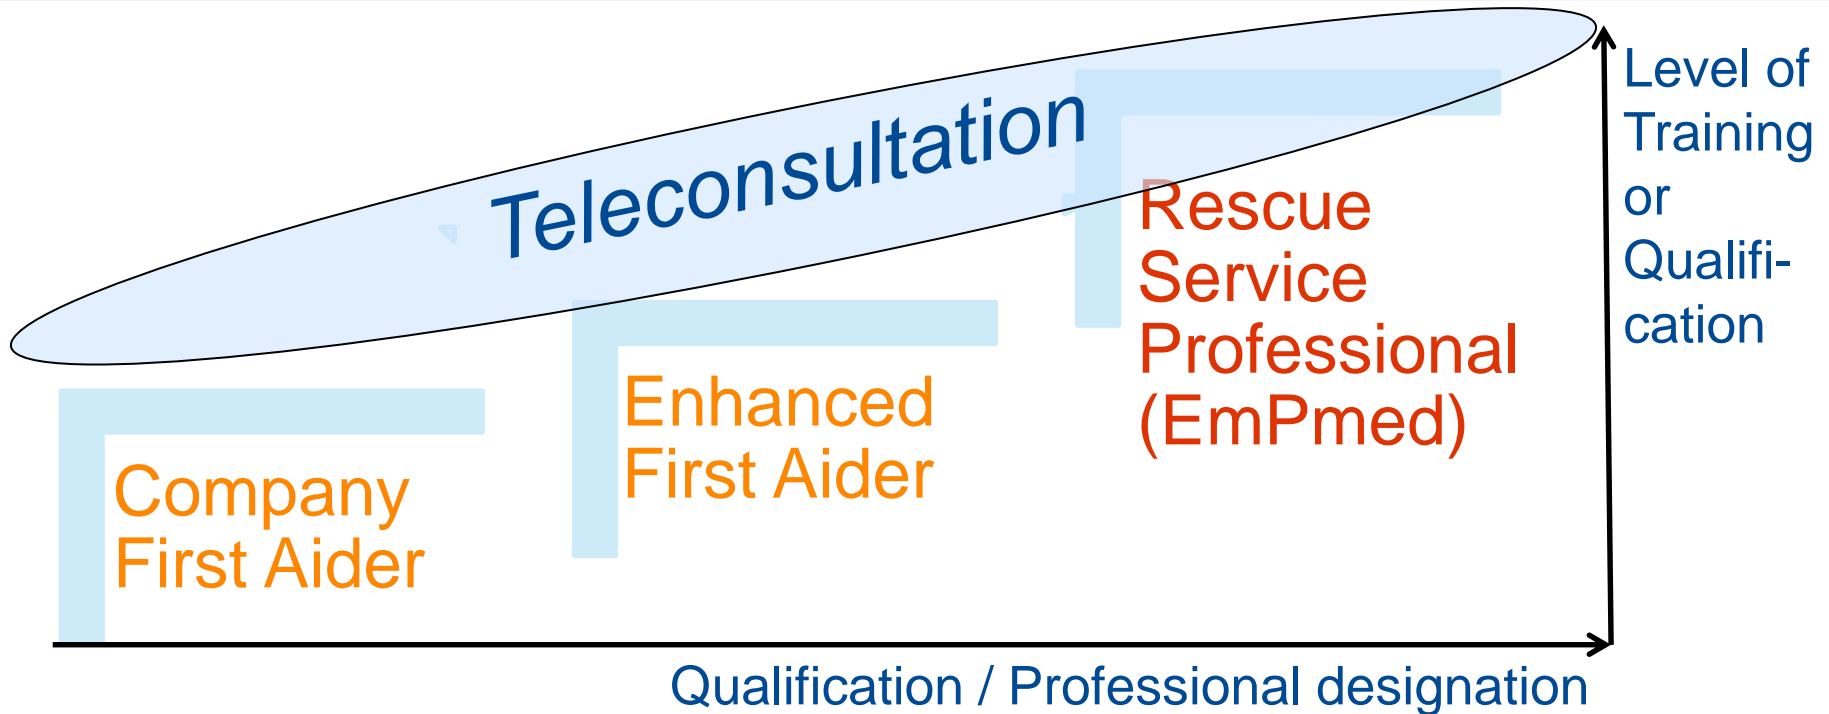 Teleconsultation
Level of
Training
or
Qualifi-
cation
Rescue
Service
Professional
(EmPmed)
Enhanced
First Aider
Company
First Aider
Qualification / Professional designation